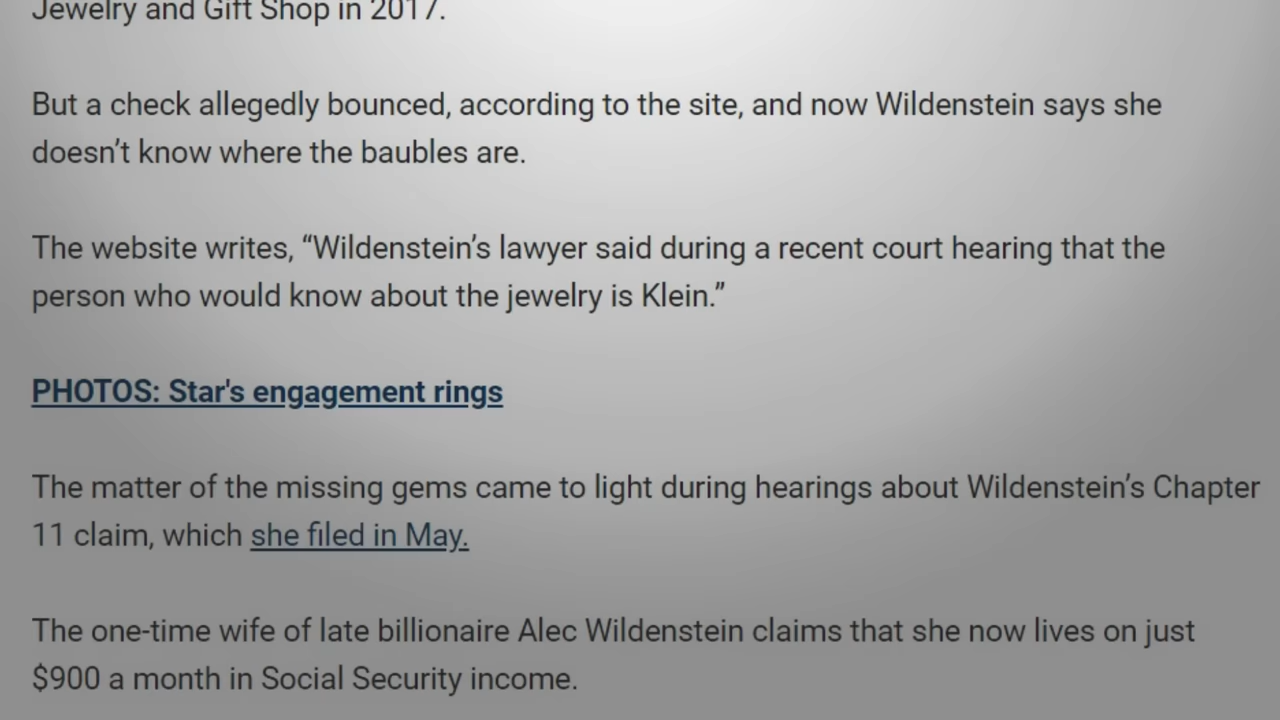 Jewelry and Gift Shop in 2017.
But a check allegedly bounced, according to the site, and now Wildenstein says she
doesn’t know where the baubles are.
The website writes, “Wildenstein’s lawyer said during a recent court hearing that the
person who would know about the jewelry is Klein.”
PHOTOS: Star's engagement rings
The matter of the missing gems came to light during hearings about Wildenstein’s Chapter
11 claim, which she filed in May.
The one-time wife of late billionaire Alec Wildenstein claims that she now lives on just
$900 a month in Social Security income.